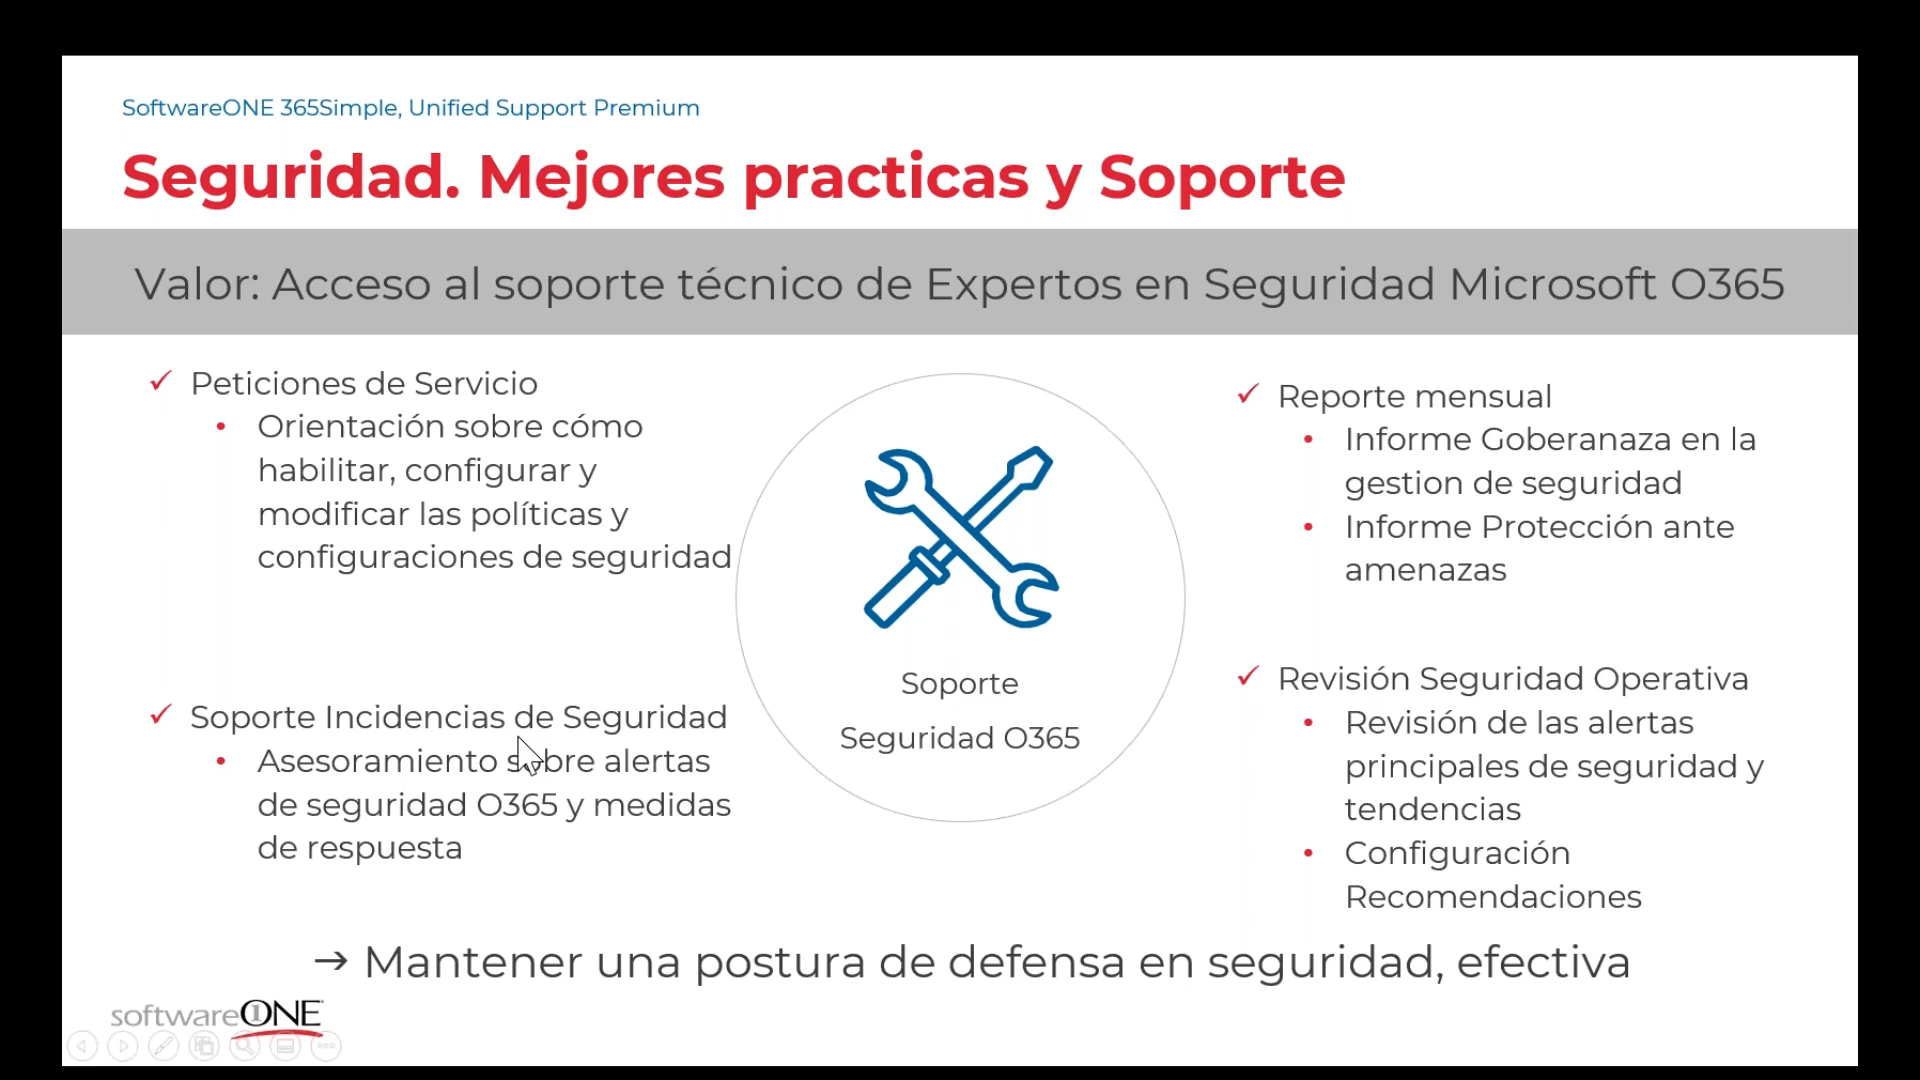 SoftwareONE 365Simple, Unified Support Premium
Seguridad. Mejores practicas y Soporte
Valor: Acceso al soporte técnico de Expertos en Seguridad Microsoft O365
✓ Peticiones de Servicio
• Orientación sobre cómo
habilitar, configurar y
modificar las políticas y
configuraciones de seguridad
✓ Soporte Incidencias de Seguridad
• Asesoramiento sobre alertas
de seguridad O365 y medidas
de respuesta
Soporte
Seguridad O365
✓ Reporte mensual
• Informe Goberanaza en la
gestion de seguridad
• Informe Protección ante
amenazas
✓ Revisión Seguridad Operativa
• Revisión de las alertas
principales de seguridad y
tendencias
• Configuración
Recomendaciones
→ Mantener una postura de defensa en seguridad, efectiva
softwareONE